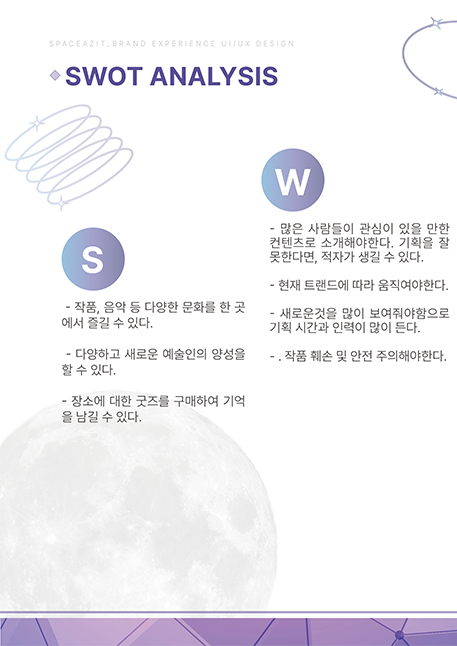 SPACEAZIT_BRAND EXPERIENCE UI/UX DESIGN
SWOT ANALYSIS
S
- 작품, 음악 등 다양한 문화를 한 곳
에서 즐길 수 있다.
- 다양하고 새로운 예술인의 양성을
할 수 있다.
- 장소에 대한 굿즈를 구매하여 기억
을 남길 수 있다.
W
- 많은 사람들이 관심이 있을 만한
컨텐츠로 소개해야한다. 기획을 잘
못한다면, 적자가 생길 수 있다.
- 현재 트랜드에 따라 움직여야한다.
- 새로운것을 많이 보여줘야함으로
기획 시간과 인력이 많이 든다.
- . 작품 훼손 및 안전 주의해야한다.